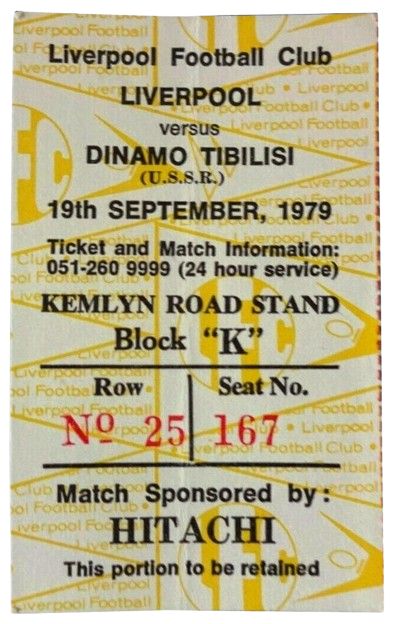 Liverpool Football Club
LIVERPOOL
versus
DINAMO TIBILISI
(U.S.S.R.)
19th SEPTEMBER, 1979
Ticket and Match Information:
051-260 9999 (24 hour service)
KEMLYN ROAD STAND
Block "K"
Row Seat No.
Nº 25 167
Match Sponsored by:
HITACHI
This portion to be retained